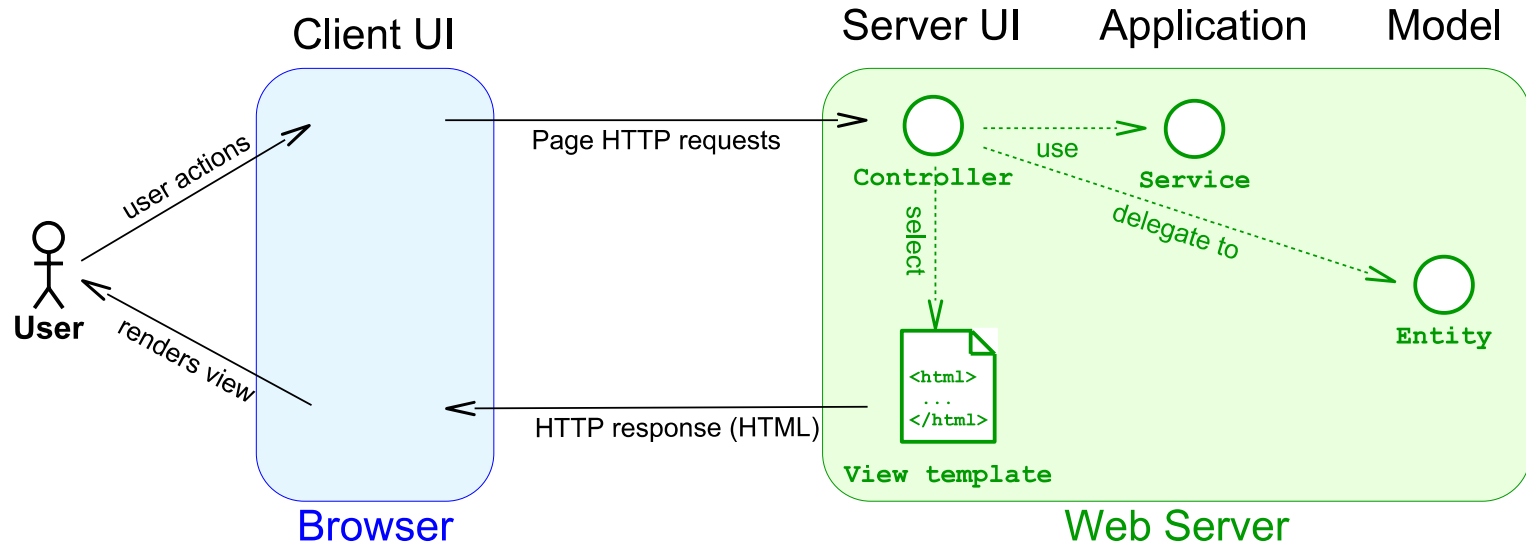 Client UI
Server UI
Application
Model
user actions
Page HTTP requests
use
Controller
Service
select
delegate to
User
renders view
Entity
<html>
...
</html>
HTTP response (HTML)
View template
Browser
Web Server